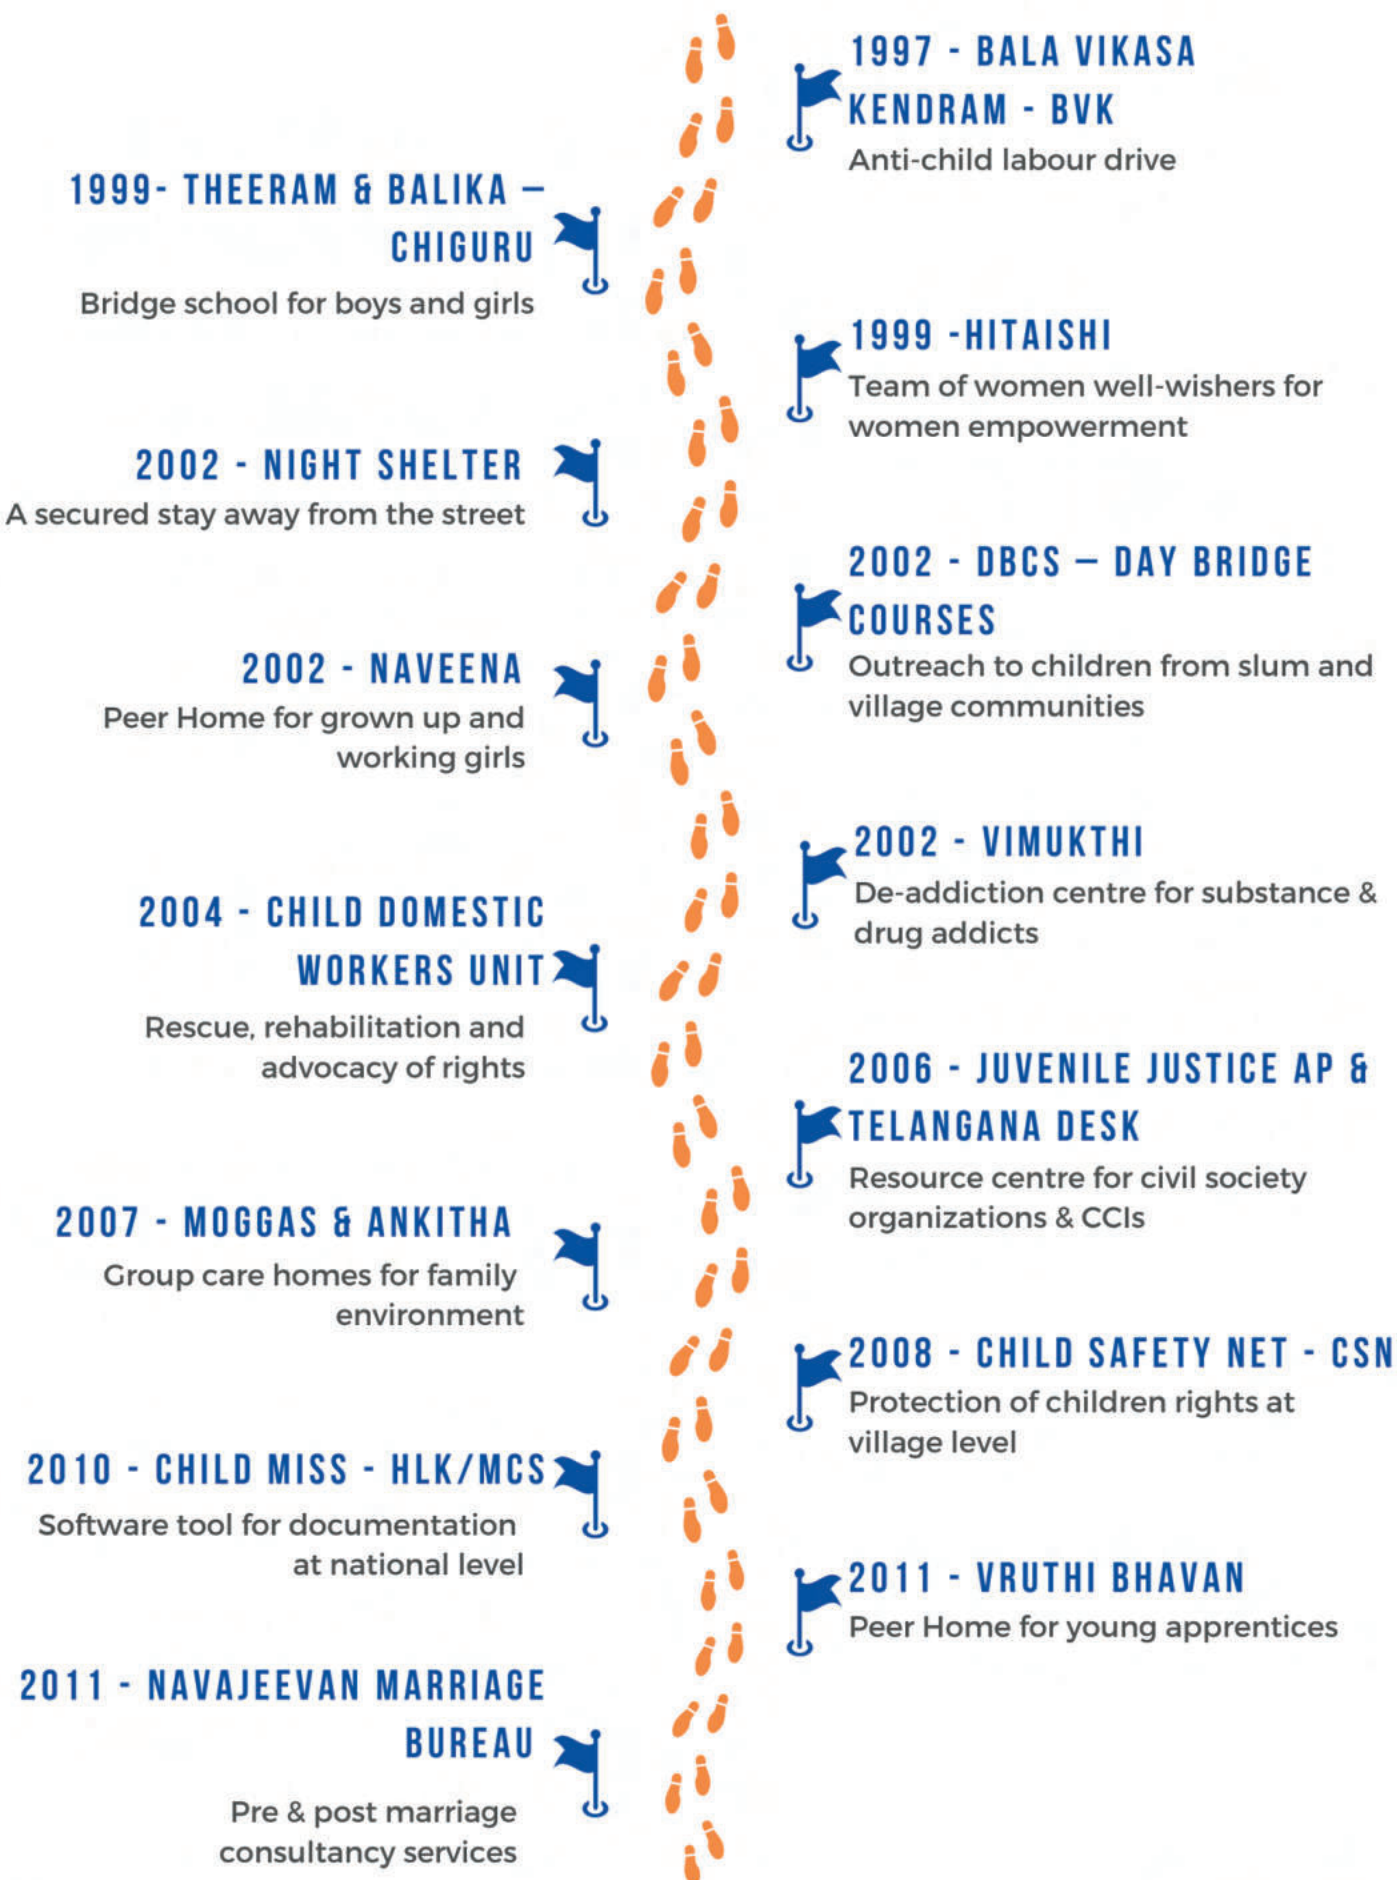 1997 - BALA VIKASA
KENDRAM - BVK
Anti-child labour drive
1999- THEERAM & BALIKA –
CHIGURU
Bridge school for boys and girls
1999 -HITAISHI
Team of women well-wishers for
women empowerment
2002 - NIGHT SHELTER
A secured stay away from the street
2002 - DBCS – DAY BRIDGE
COURSES
Outreach to children from slum and
village communities
2002 - NAVEENA
Peer Home for grown up and
working girls
2002 - VIMUKTHI
De-addiction centre for substance &
drug addicts
2004 - CHILD DOMESTIC
WORKERS UNIT
Rescue, rehabilitation and
advocacy of rights
2006 - JUVENILE JUSTICE AP &
TELANGANA DESK
Resource centre for civil society
organizations & CCIs
2007 - MOGGAS & ANKITHA
Group care homes for family
environment
2008 - CHILD SAFETY NET - CSN
Protection of children rights at
village level
2010 - CHILD MISS - HLK/MCS
Software tool for documentation
at national level
2011 - VRUTHI BHAVAN
Peer Home for young apprentices
2011 - NAVAJEEVAN MARRIAGE
BUREAU
Pre & post marriage
consultancy services